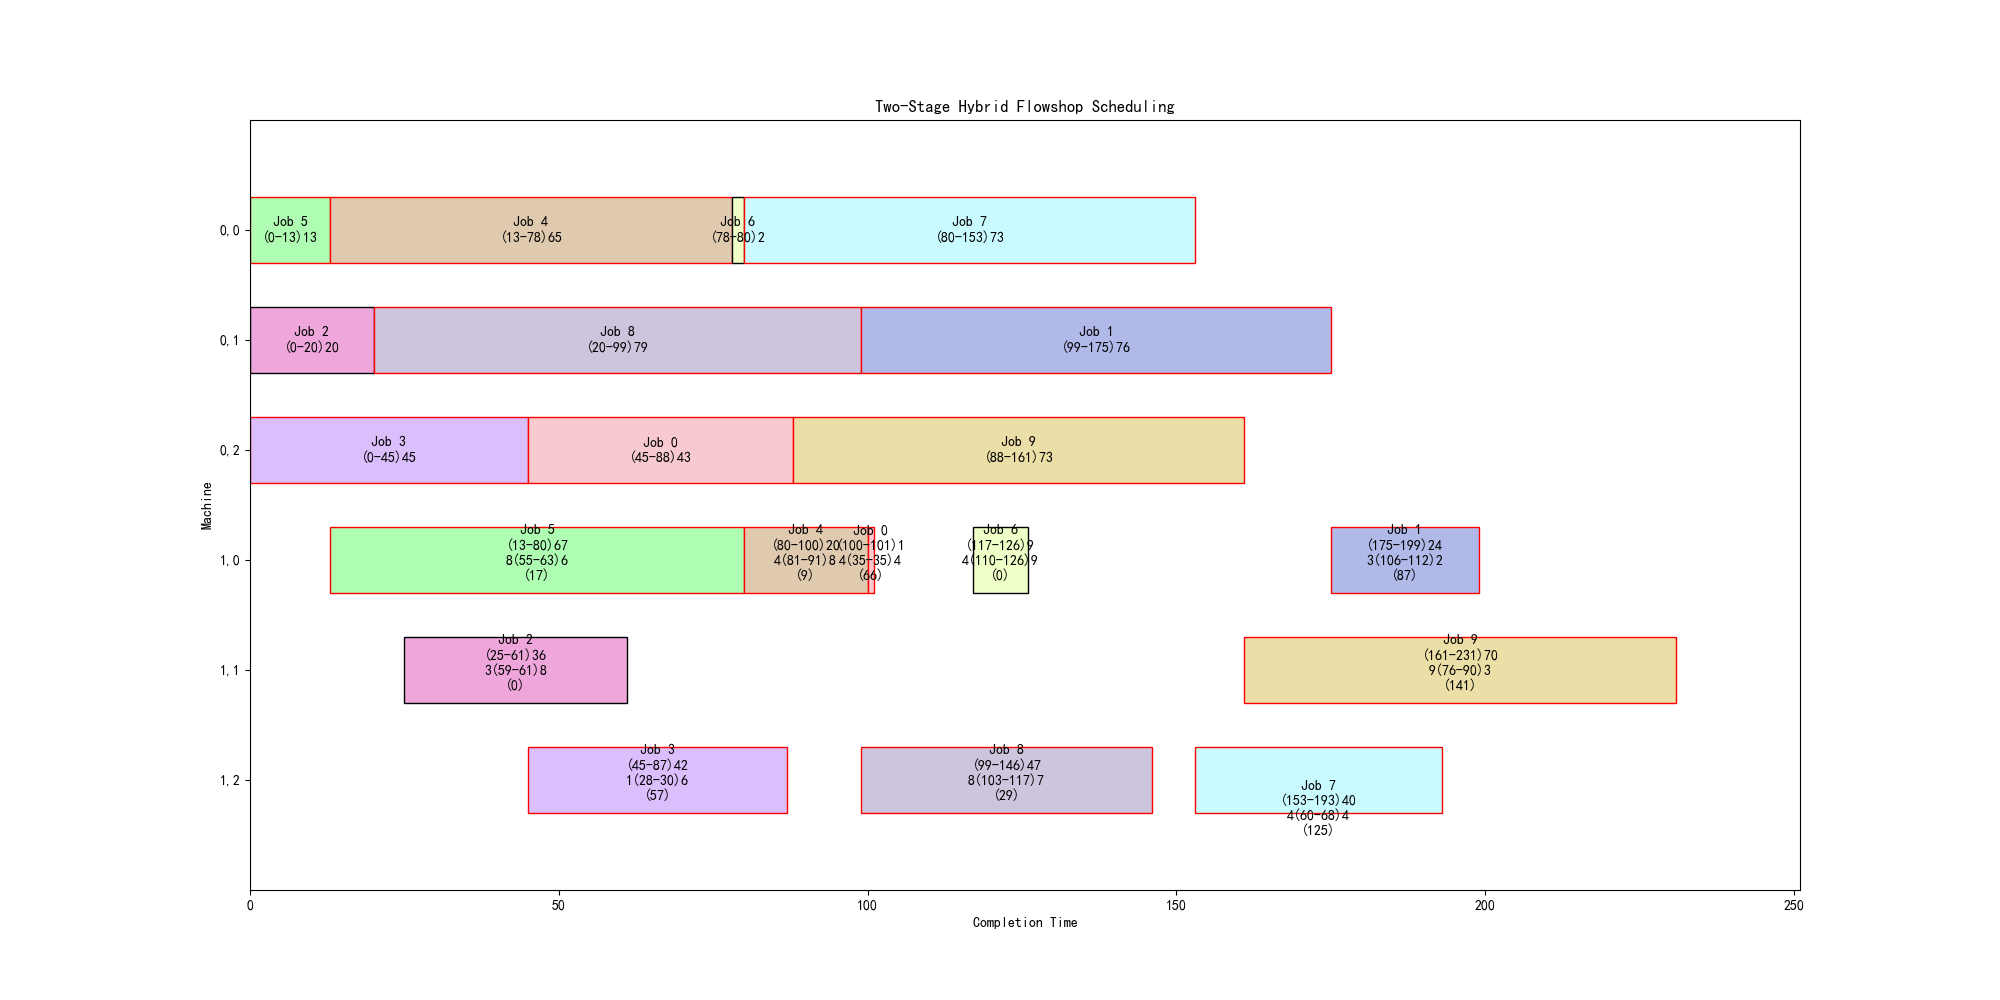 Two-Stage Hybrid Flowshop Scheduling
0,0
Job 5
(0-13)13
Job 4
(13-78)65
Job 6
(78-80)2
Job 7
(80-153)73
0,1
Job 2
(0-20)20
Job 8
(20-99)79
Job 1
(99-175)76
0,2
Job 3
(0-45)45
Job 0
(45-88)43
Job 9
(88-161)73
Machine
1,0
Job 5
(13-80)67
8(55-63)6
(17)
Job 4
(80-100)20
4(81-91)8
(9)
Job 0
(100-101)1
4(35-35)4
(66)
Job 6
(117-126)9
4(110-126)9
(0)
Job 1
(175-199)24
3(106-112)2
(87)
1,1
Job 2
(25-61)36
3(59-61)8
(0)
Job 9
(161-231)70
9(76-90)3
(141)
1,2
Job 3
(45-87)42
1(28-30)6
(57)
Job 8
(99-146)47
8(103-117)7
(29)
Job 7
(153-193)40
4(60-68)4
(125)
0
50
100
150
200
250
Completion Time